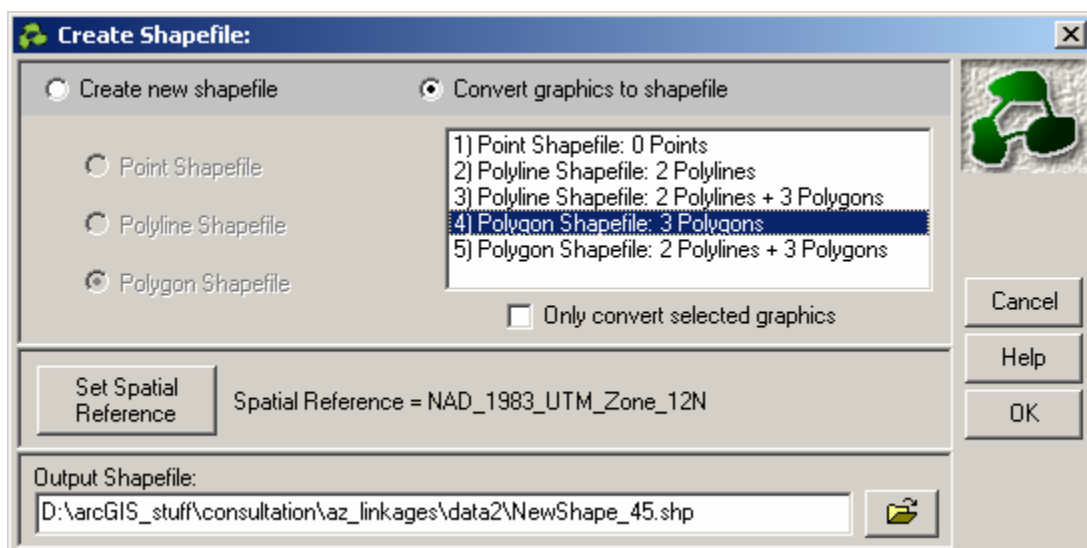 Create Shapefile:
Create new shapefile
Convert graphics to shapefile
Point Shapefile
Polyline Shapefile
Polygon Shapefile
1) Point Shapefile: 0 Points
2) Polyline Shapefile: 2 Polylines
3) Polyline Shapefile: 2 Polylines + 3 Polygons
4) Polygon Shapefile: 3 Polygons
5) Polygon Shapefile: 2 Polylines + 3 Polygons
Only convert selected graphics
Cancel
Help
OK
Set Spatial
Reference
Spatial Reference = NAD_1983_UTM_Zone_12N
Output Shapefile:
D:\arcGIS_stuff\consultation\az_linkages\data2\NewShape_45.shp